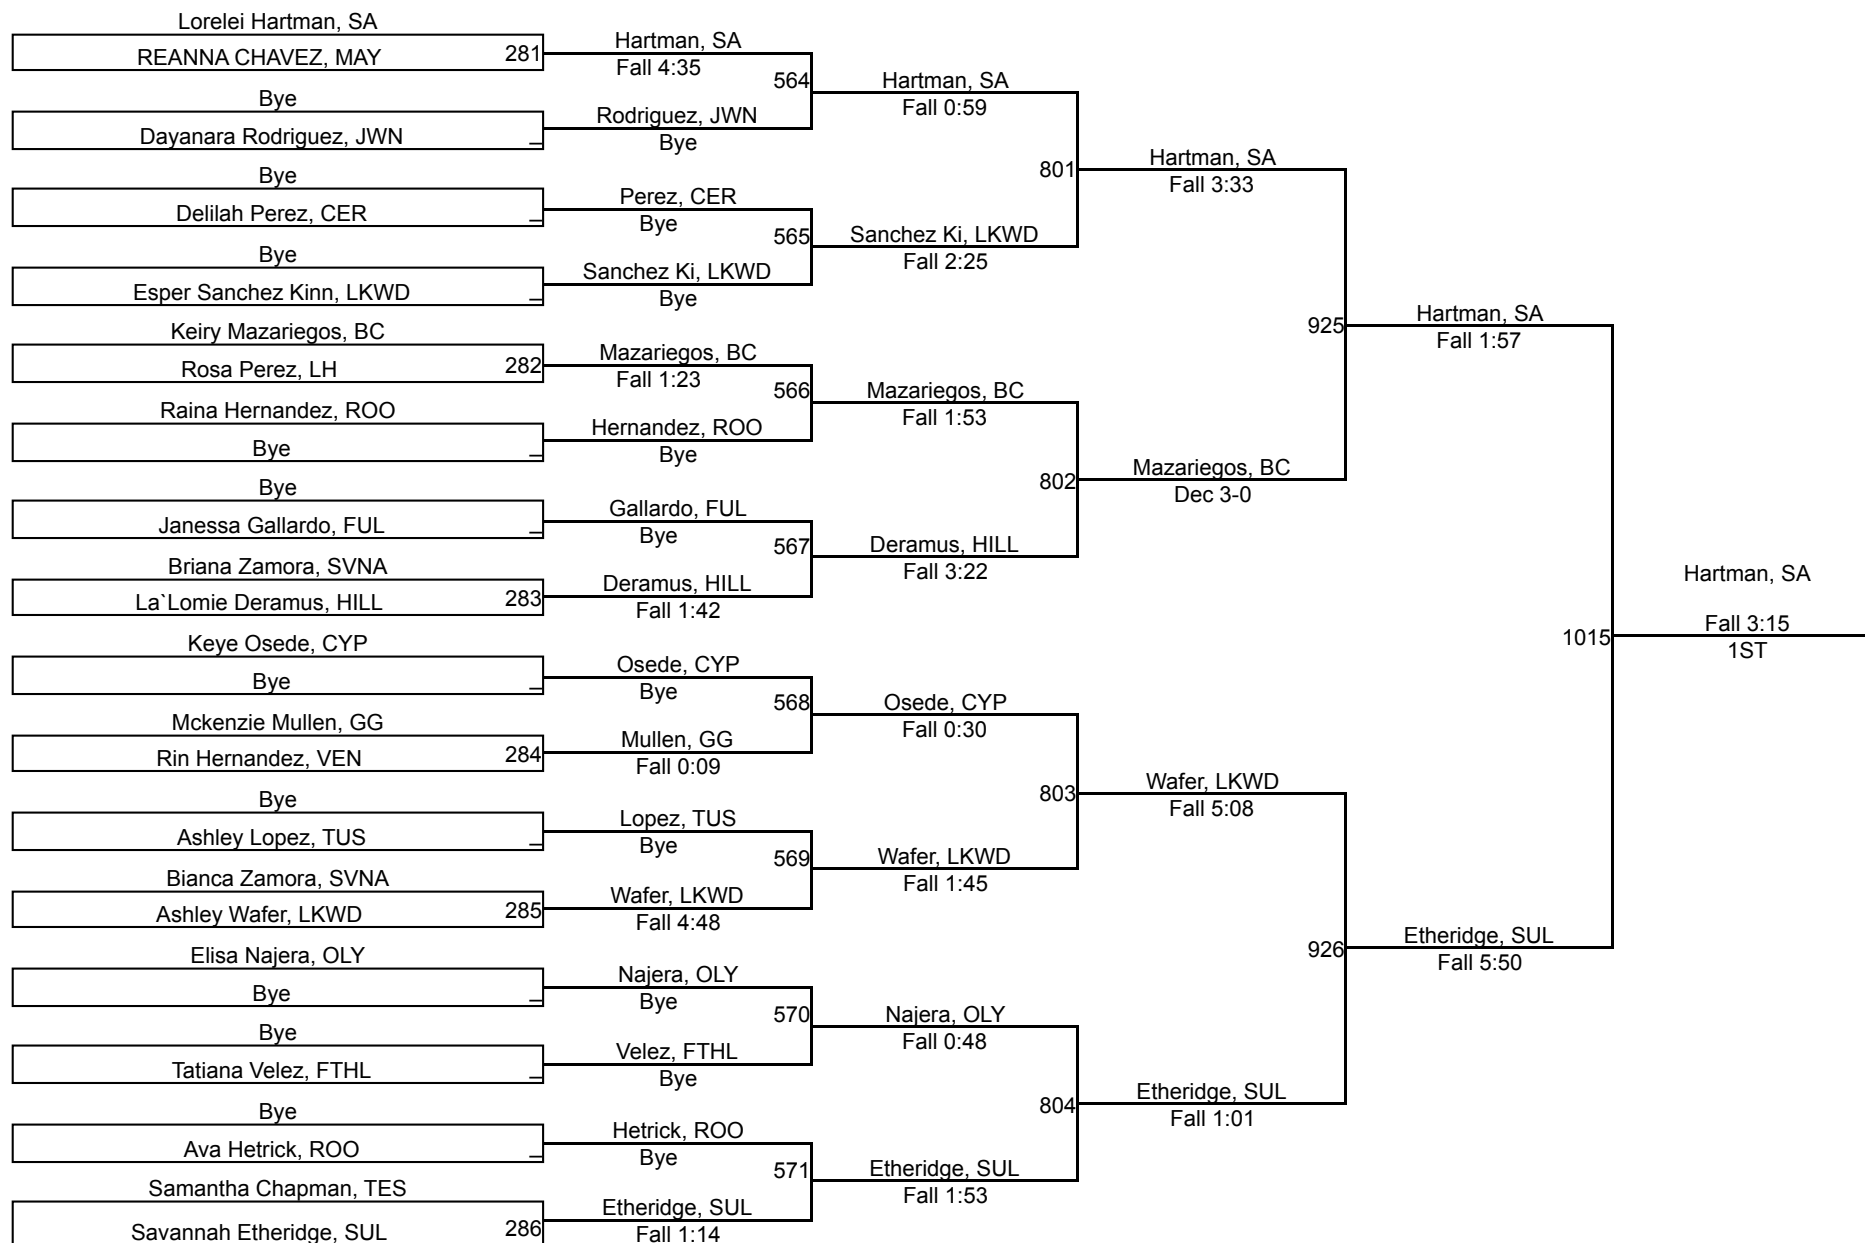 Lorelei Hartman, SA
REANNA CHAVEZ, MAY 281
Bye
Dayanara Rodriguez, JWN _
Bye
Delilah Perez, CER _
Bye
Esper Sanchez Kinn, LKWD _
Keiry Mazariegos, BC
Rosa Perez, LH 282
Raina Hernandez, ROO
Bye _
Bye
Janessa Gallardo, FUL _
Briana Zamora, SVNA
La`Lomie Deramus, HILL 283
Keye Osede, CYP
Bye _
Mckenzie Mullen, GG
Rin Hernandez, VEN 284
Bye
Ashley Lopez, TUS _
Bianca Zamora, SVNA
Ashley Wafer, LKWD 285
Elisa Najera, OLY
Bye _
Bye
Tatiana Velez, FTHL _
Bye
Ava Hetrick, ROO _
Samantha Chapman, TES
Savannah Etheridge, SUL 286
Hartman, SA
Fall 4:35
564
Rodriguez, JWN
Bye
Perez, CER
Bye
565
Sanchez Ki, LKWD
Bye
Mazariegos, BC
Fall 1:23
566
Hernandez, ROO
Bye
Gallardo, FUL
Bye
567
Deramus, HILL
Fall 1:42
Osede, CYP
Bye
568
Mullen, GG
Fall 0:09
Lopez, TUS
Bye
569
Wafer, LKWD
Fall 4:48
Najera, OLY
Bye
570
Velez, FTHL
Bye
Hetrick, ROO
Bye
571
Etheridge, SUL
Fall 1:14
Hartman, SA
Fall 0:59
801
Sanchez Ki, LKWD
Fall 2:25
Mazariegos, BC
Fall 1:53
802
Deramus, HILL
Fall 3:22
Osede, CYP
Fall 0:30
803
Wafer, LKWD
Fall 1:45
Najera, OLY
Fall 0:48
804
Etheridge, SUL
Fall 1:53
Hartman, SA
Fall 3:33
925
Mazariegos, BC
Dec 3-0
Wafer, LKWD
Fall 5:08
926
Etheridge, SUL
Fall 1:01
Hartman, SA
Fall 1:57
1015
Etheridge, SUL
Fall 5:50
Hartman, SA
Fall 3:15
1ST